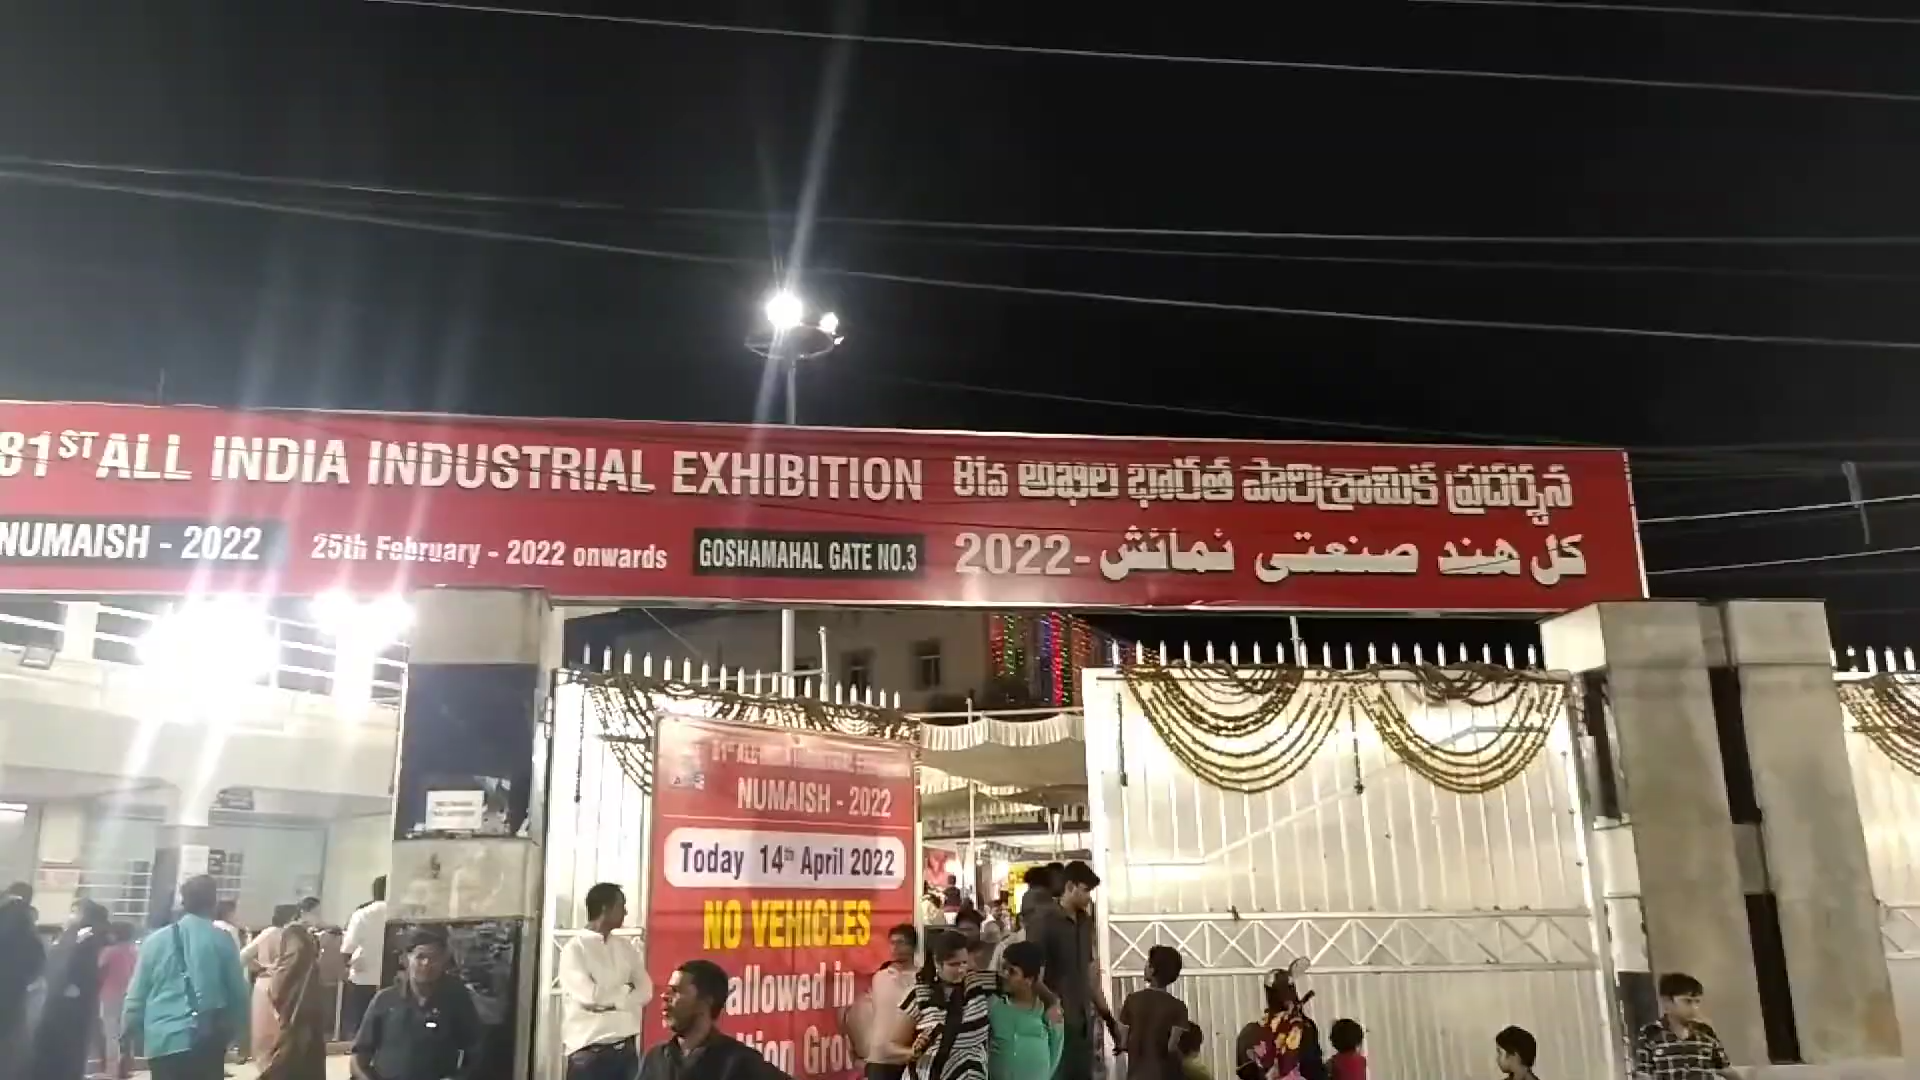 81ST ALL INDIA INDUSTRIAL EXHIBITION
NUMAISH - 2022 25th February - 2022 onwards GOSHAMAHAL GATE NO.3
81వ అఖిల భారత పారిశ్రామిక ప్రదర్శన
کل ہند صنعتی نمائش -2022
NUMAISH - 2022
Today 14th April 2022
NO VEHICLES
allowed in